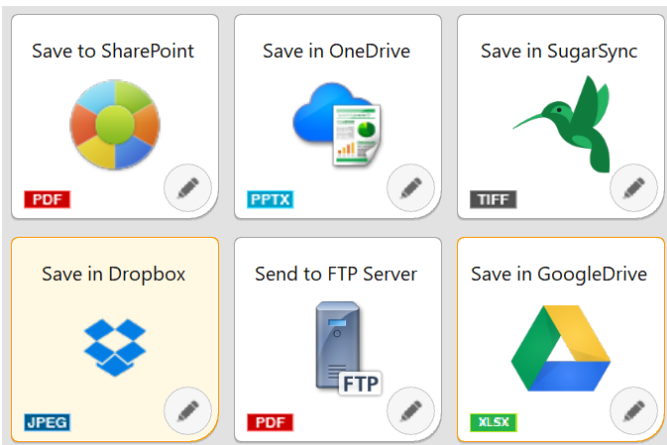 Save to SharePoint
PDF
Save in OneDrive
PPTX
Save in SugarSync
TIFF
Save in Dropbox
JPEG
Send to FTP Server
FTP
PDF
Save in GoogleDrive
XLSX